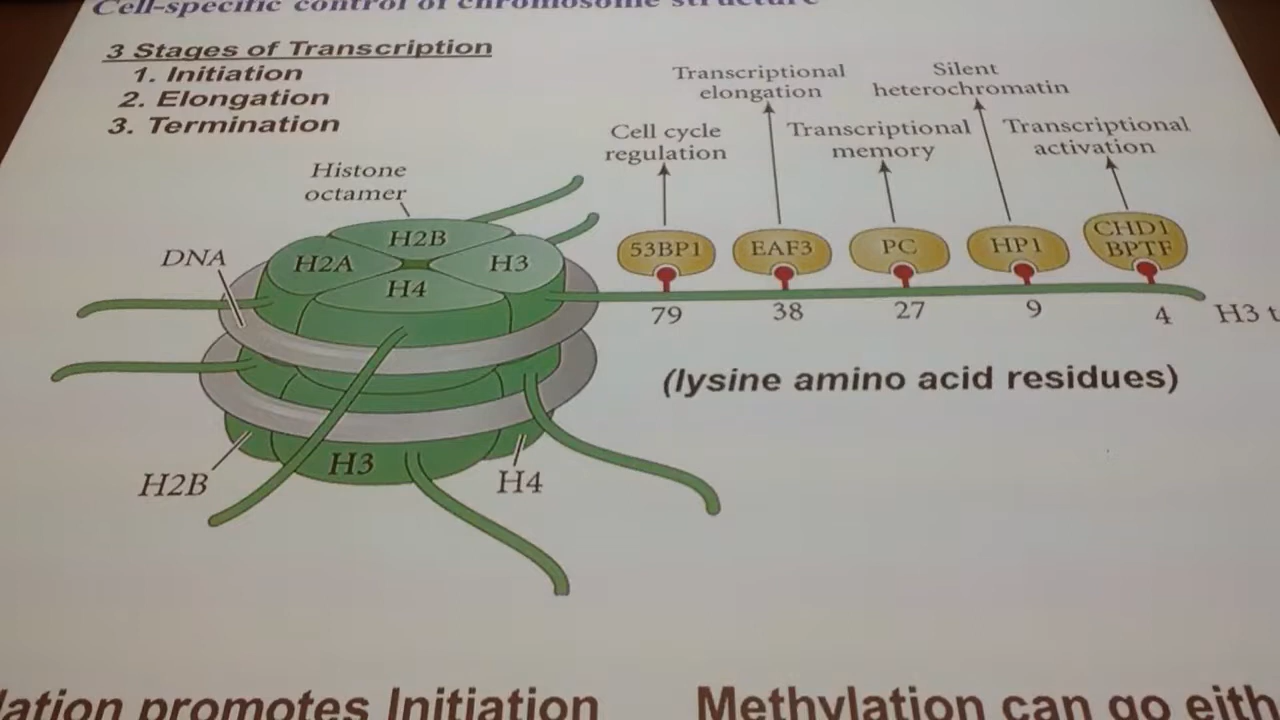 Cell-specific control of chromosome structure
3 Stages of Transcription
1. Initiation
2. Elongation
3. Termination
Histone
octamer
DNA
H2B
H2A
H3
H4
H2B
H3
H4
Transcriptional
elongation
Silent
heterochromatin
Cell cycle
regulation
Transcriptional
memory
Transcriptional
activation
53BP1
EAF3
PC
HP1
CHD1
BPTF
79
38
27
9
4
H3 t
(lysine amino acid residues)
lation promotes Initiation
Methylation can go eith